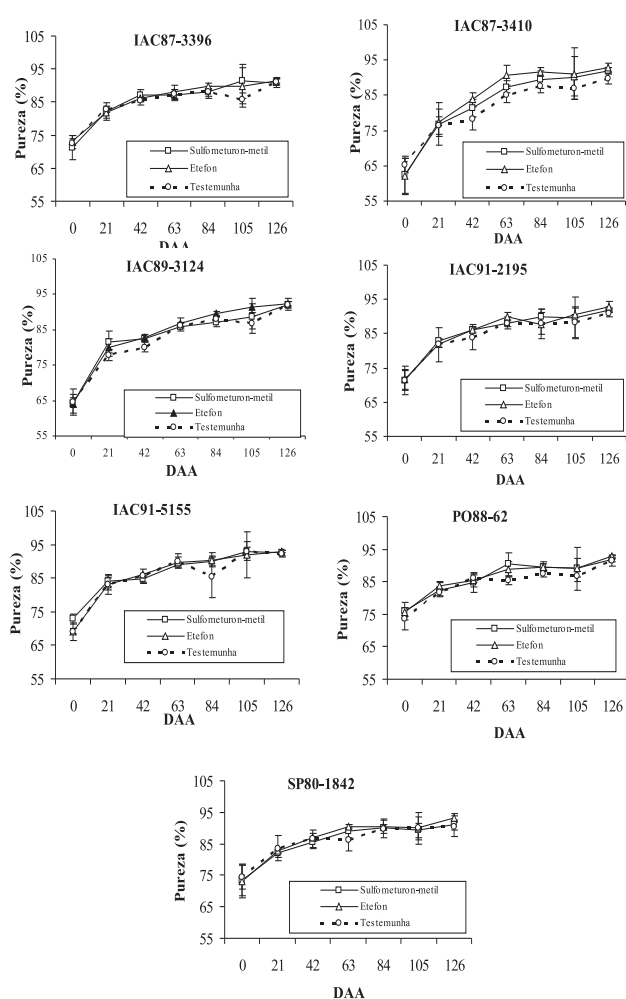 IAC87-3396
105
95
85
75
65
55
Pureza (%)
Sulfometuron-metil
Etefon
Testemunha
0 21 42 63 84 105 126
DAA
IAC87-3410
105
95
85
75
65
55
Pureza (%)
Sulfometuron-metil
Etefon
Testemunha
0 21 42 63 84 105 126
DAA
IAC89-3124
105
95
85
75
65
55
Pureza (%)
Sulfometuron-metil
Etefon
Testemunha
0 21 42 63 84 105 126
DAA
IAC91-2195
105
95
85
75
65
55
Pureza (%)
Sulfometuron-metil
Etefon
Testemunha
0 21 42 63 84 105 126
DAA
IAC91-5155
105
95
85
75
65
55
Pureza (%)
Sulfometuron-metil
Etefon
Testemunha
0 21 42 63 84 105 126
DAA
PO88-62
105
95
85
75
65
55
Pureza (%)
Sulfometuron-metil
Etefon
Testemunha
0 21 42 63 84 105 126
DAA
SP80-1842
105
95
85
75
65
55
Pureza (%)
Sulfometuron-metil
Etefon
Testemunha
0 21 42 63 84 105 126
DAA